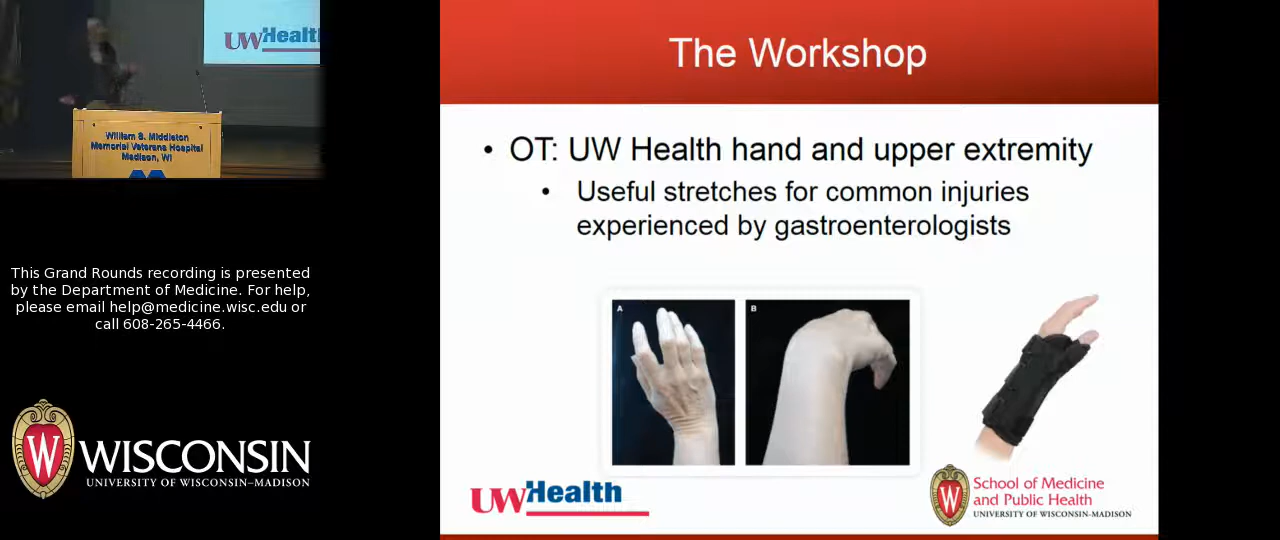 UWHealth
William S. Middleton
Memorial Veterans Hospital
Madison, WI
This Grand Rounds recording is presented
by the Department of Medicine. For help,
please email help@medicine.wisc.edu or
call 608-265-4466.
W WISCONSIN
UNIVERSITY OF WISCONSIN–MADISON
The Workshop
• OT: UW Health hand and upper extremity
• Useful stretches for common injuries
experienced by gastroenterologists
A
B
UWHealth
W
School of Medicine
and Public Health
UNIVERSITY OF WISCONSIN-MADISON